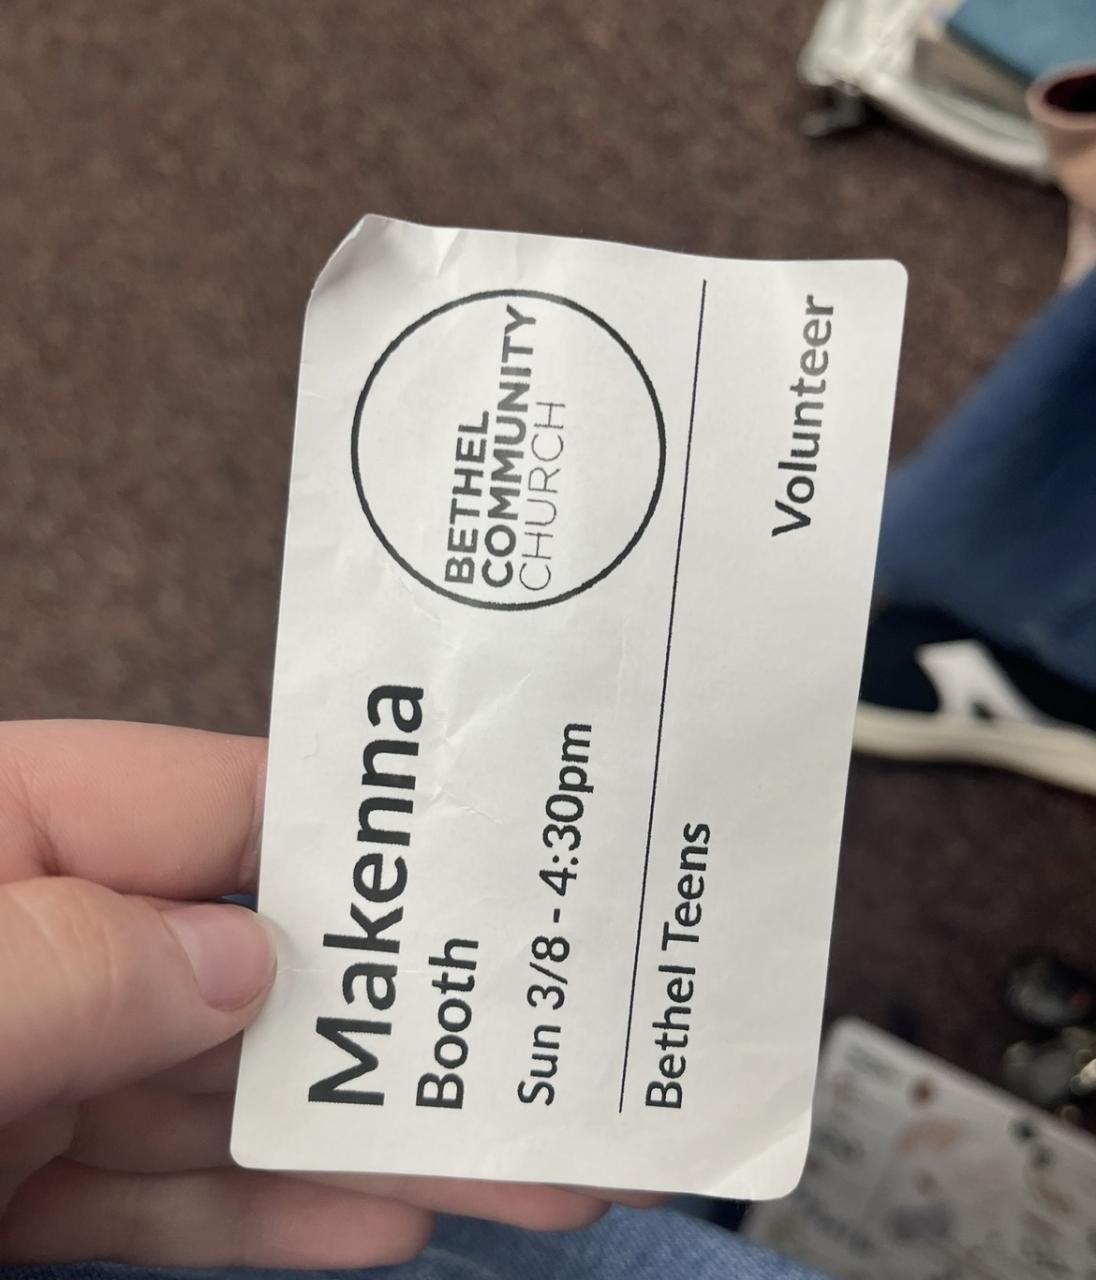 Makenna
Booth
Sun 3/8 - 4:30pm
BETHEL
COMMUNITY
CHURCH
Bethel Teens
Volunteer